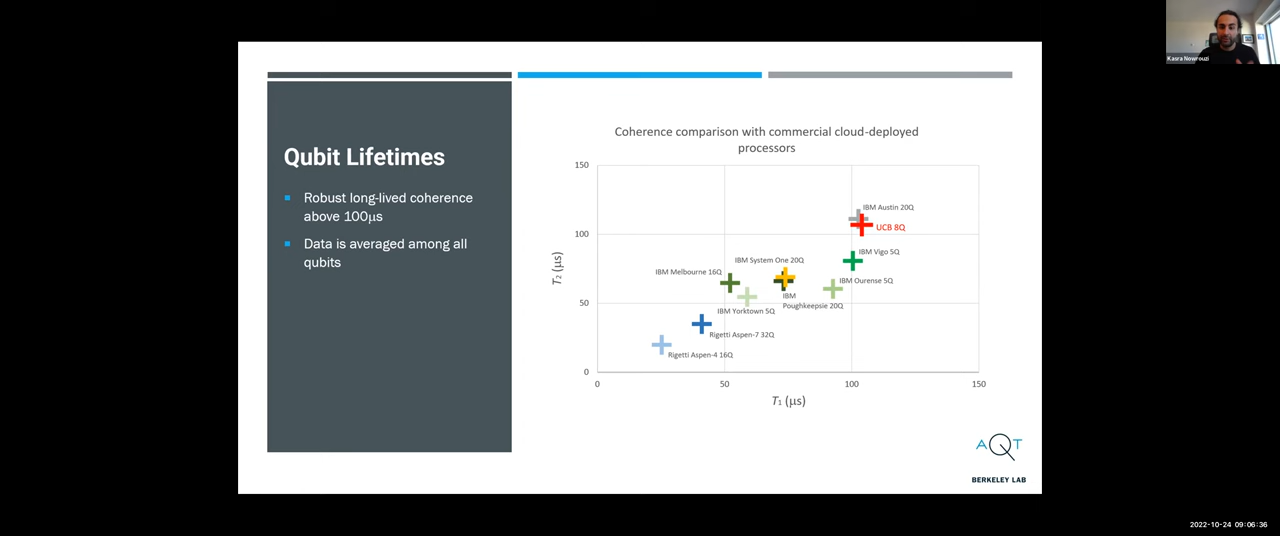 Kasra Nowrouzi
Qubit Lifetimes
Robust long-lived coherence
above 100μs
Data is averaged among all
qubits
Coherence comparison with commercial cloud-deployed
processors
150
100
50
0
T₂ (μs)
IBM Austin 20Q
UCB 8Q
IBM Vigo 5Q
IBM System One 20Q
IBM Melbourne 16Q
IBM Ourense 5Q
IBM
Poughkeepsie 20Q
IBM Yorktown 5Q
Rigetti Aspen-7 32Q
Rigetti Aspen-4 16Q
0
50
100
150
T₁ (μs)
AQT
BERKELEY LAB
2022-10-24 09:06:36